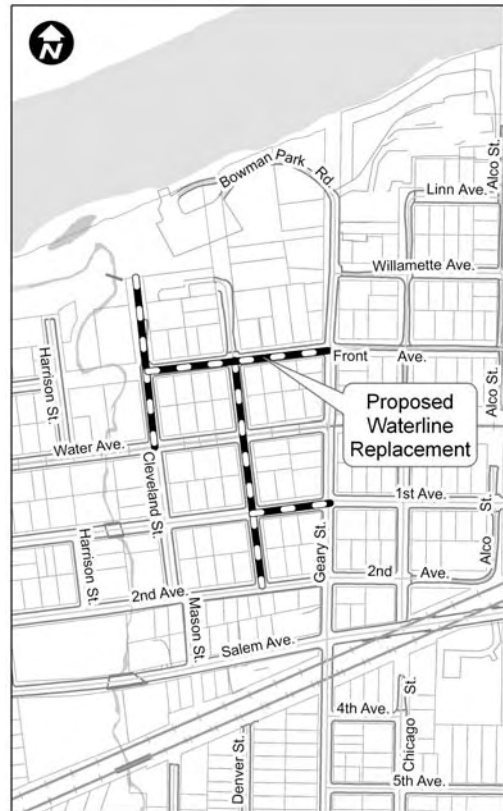 N
Bowman Park Rd.
Alco St.
Linn Ave.
Willamette Ave.
Front Ave.
Harrison St.
Proposed
Waterline
Replacement
Alco St.
Water Ave.
Cleveland St.
1st Ave.
Alco St.
Harrison St.
Geary St.
2nd Ave.
2nd Ave.
Mason St.
Salem Ave.
4th Ave.
Chicago St.
Denver St.
5th Ave.